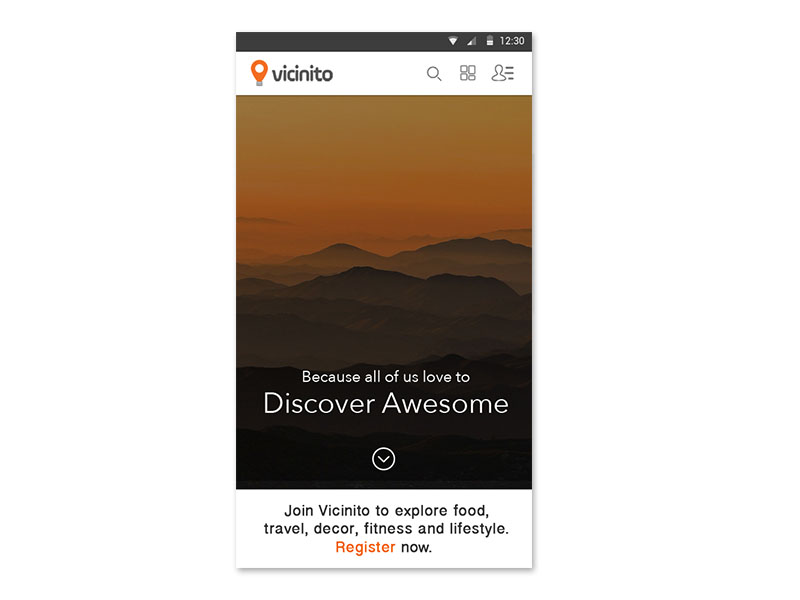 12:30
vicinito
Because all of us love to
Discover Awesome
Join Vicinito to explore food,
travel, decor, fitness and lifestyle.
Register now.